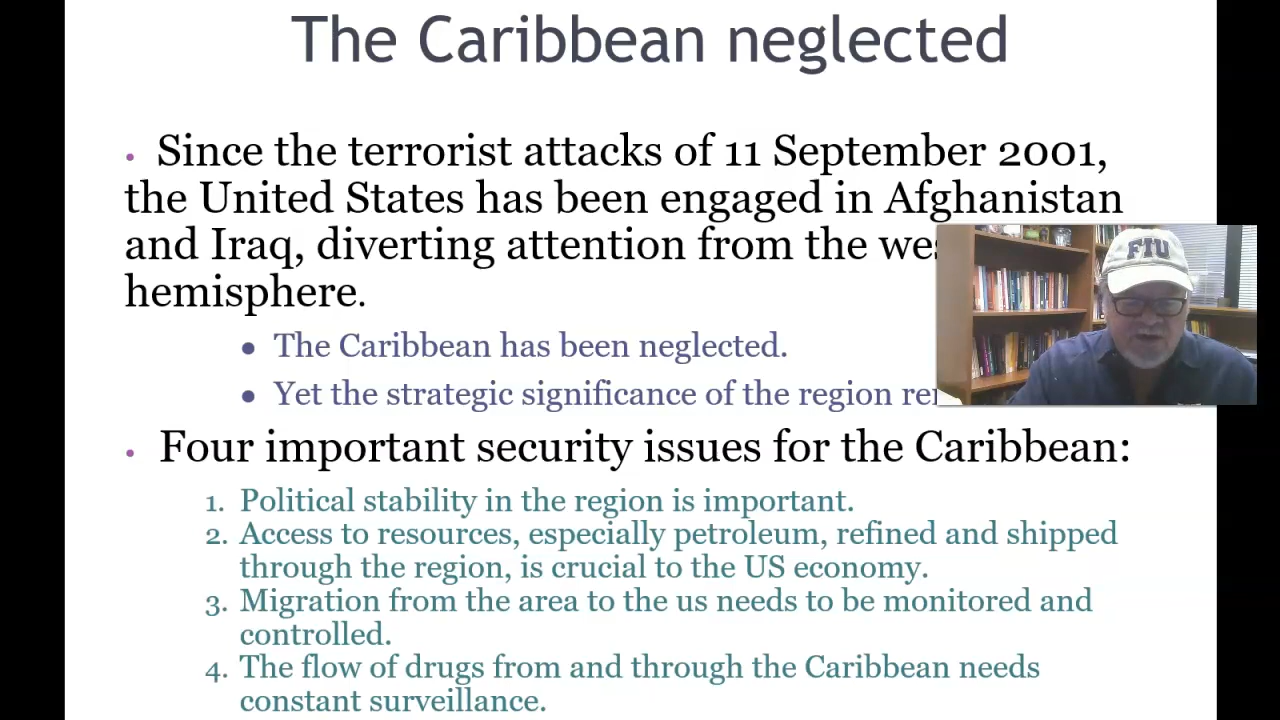 The Caribbean neglected
• Since the terrorist attacks of 11 September 2001,
the United States has been engaged in Afghanistan
and Iraq, diverting attention from the
hemisphere.
• The Caribbean has been neglected.
• Yet the strategic significance of the region
FIU
• Four important security issues for the Caribbean:
1. Political stability in the region is important.
2. Access to resources, especially petroleum, refined and shipped
through the region, is crucial to the US economy.
3. Migration from the area to the us needs to be monitored and
controlled.
4. The flow of drugs from and through the Caribbean needs
constant surveillance.